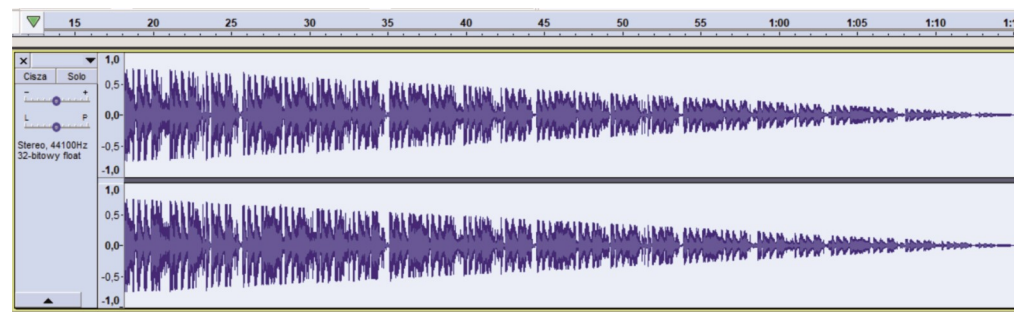 15 20 25 30 35 40 45 50 55 1:00 1:05 1:10
1,0
Cisza Solo
0,5-
- +
0,0-
L P
Stereo, 44100Hz
-0,5-
32-bitowy float
-1,0
1,0
0,5-
0,0-
-0,5-
-1,0